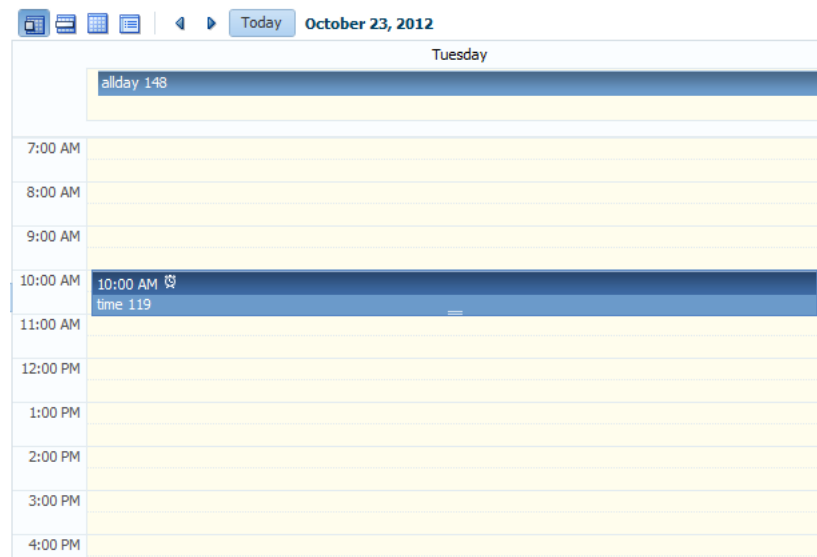 Today October 23, 2012
Tuesday
allday 148
7:00 AM
8:00 AM
9:00 AM
10:00 AM
10:00 AM
time 119
11:00 AM
12:00 PM
1:00 PM
2:00 PM
3:00 PM
4:00 PM